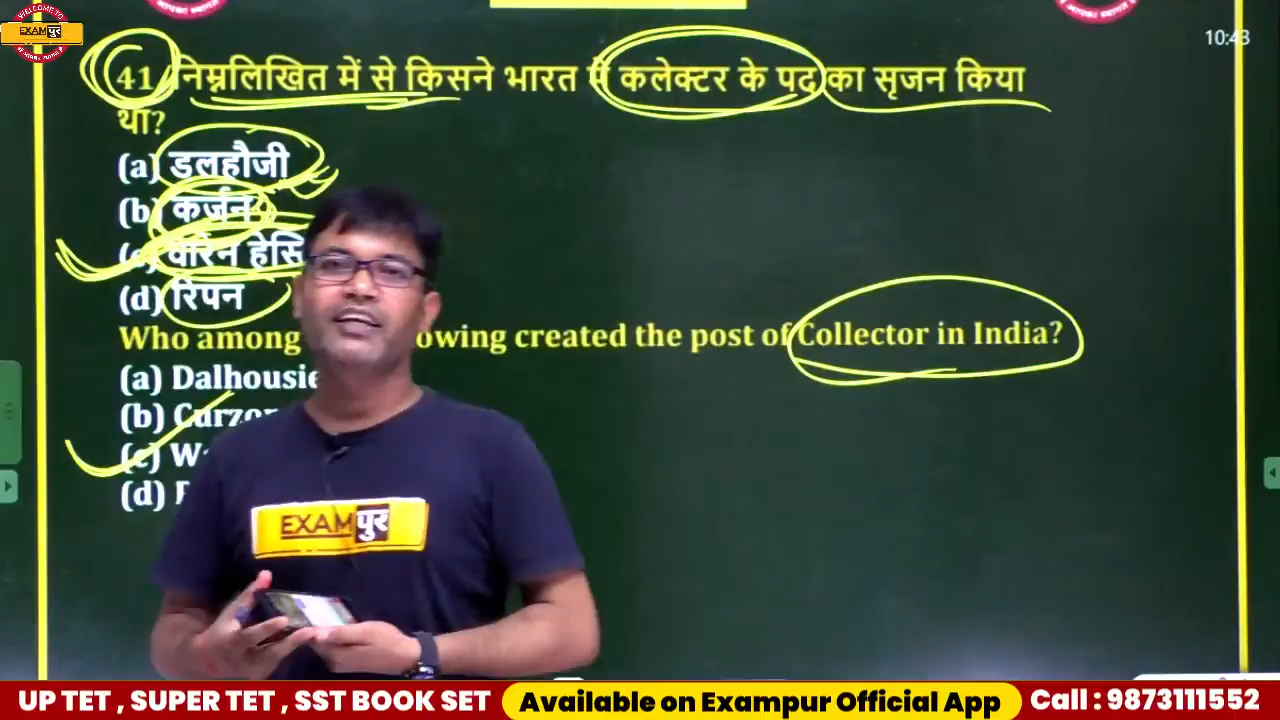 WELCOME TO
EXAMपुर
10:43
41. निम्नलिखित में से किसने भारत में कलेक्टर के पद का सृजन किया
था?
(a) डलहौजी
(b) कर्जन
(c) वारेन
(d) रिपन
Who among owing created the post of Collector in India?
(a) Dalhousie
(b) Curzon
(c)
(d)
EXAMपुर
UP TET , SUPER TET , SST BOOK SET Available on Exampur Official App Call : 9873111552